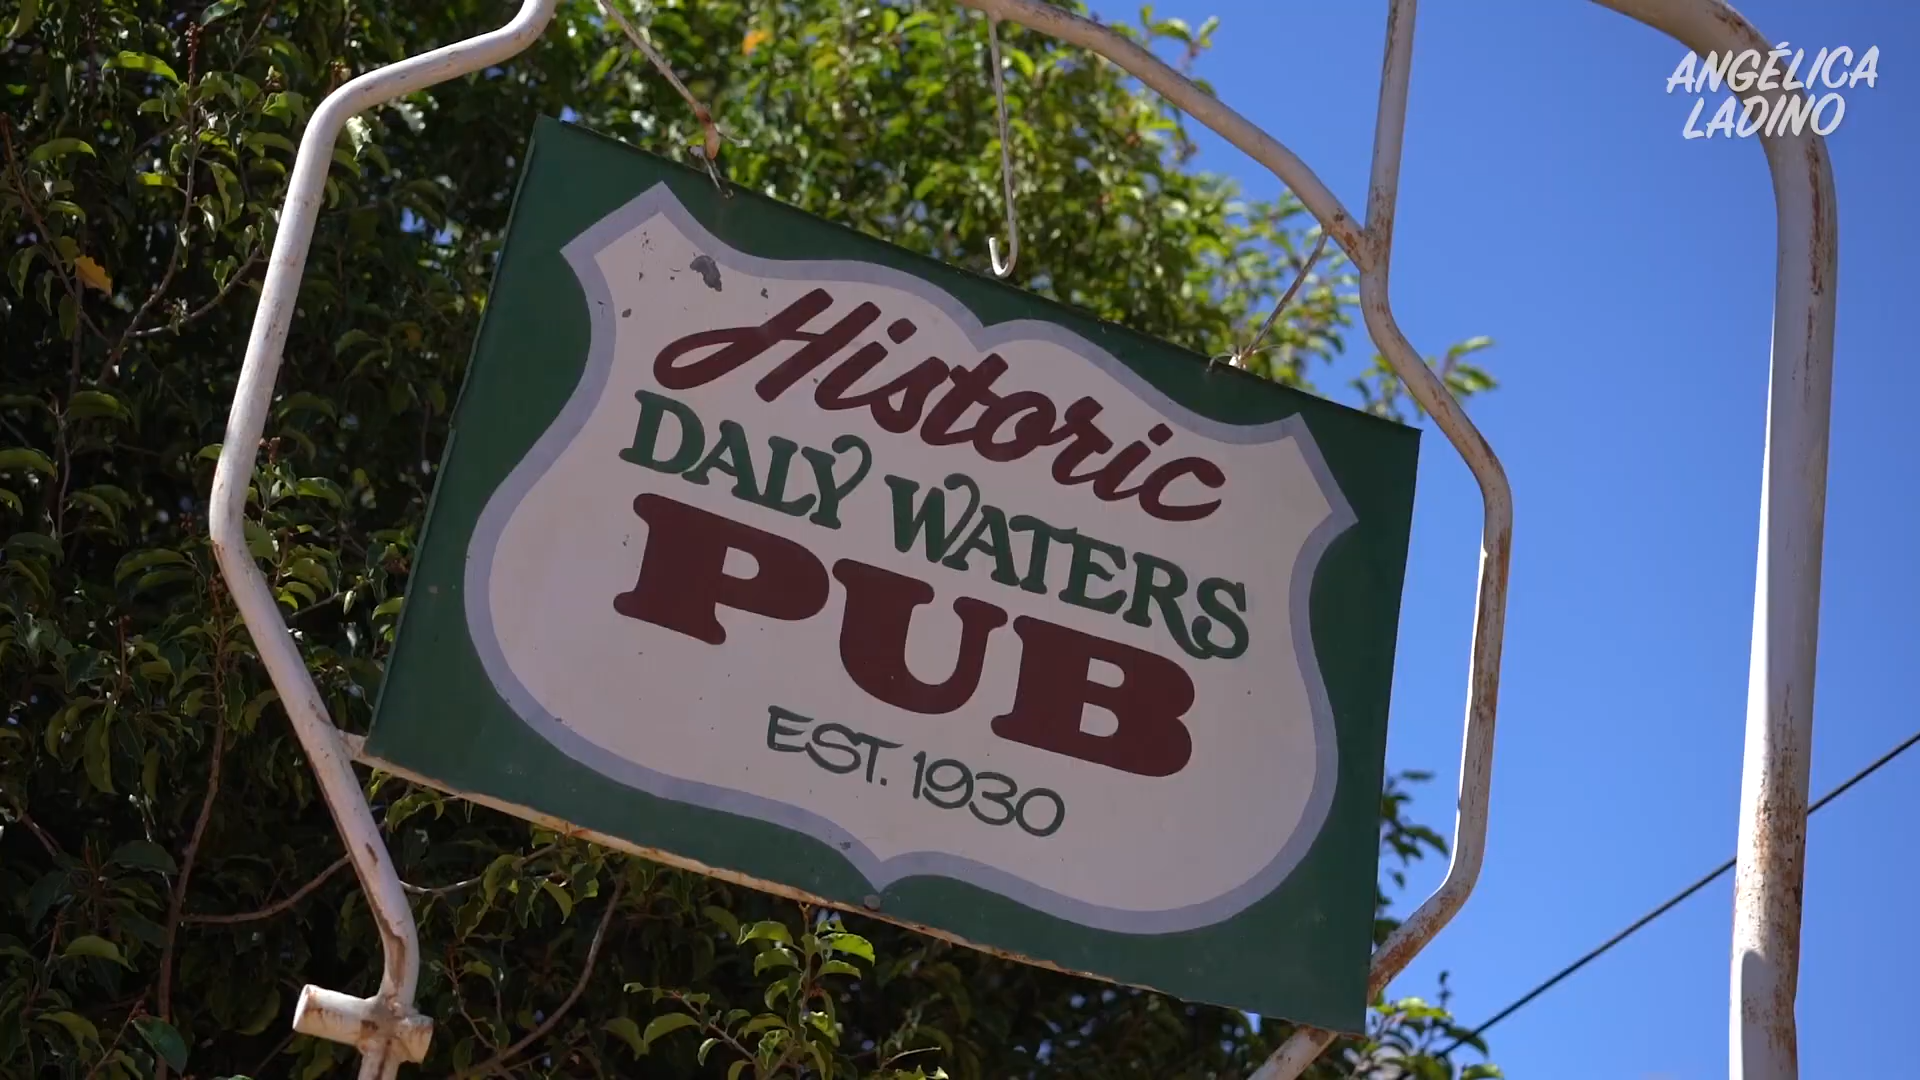 ANGÉLICA
LADINO
Historic
DALY WATERS
PUB
EST. 1930